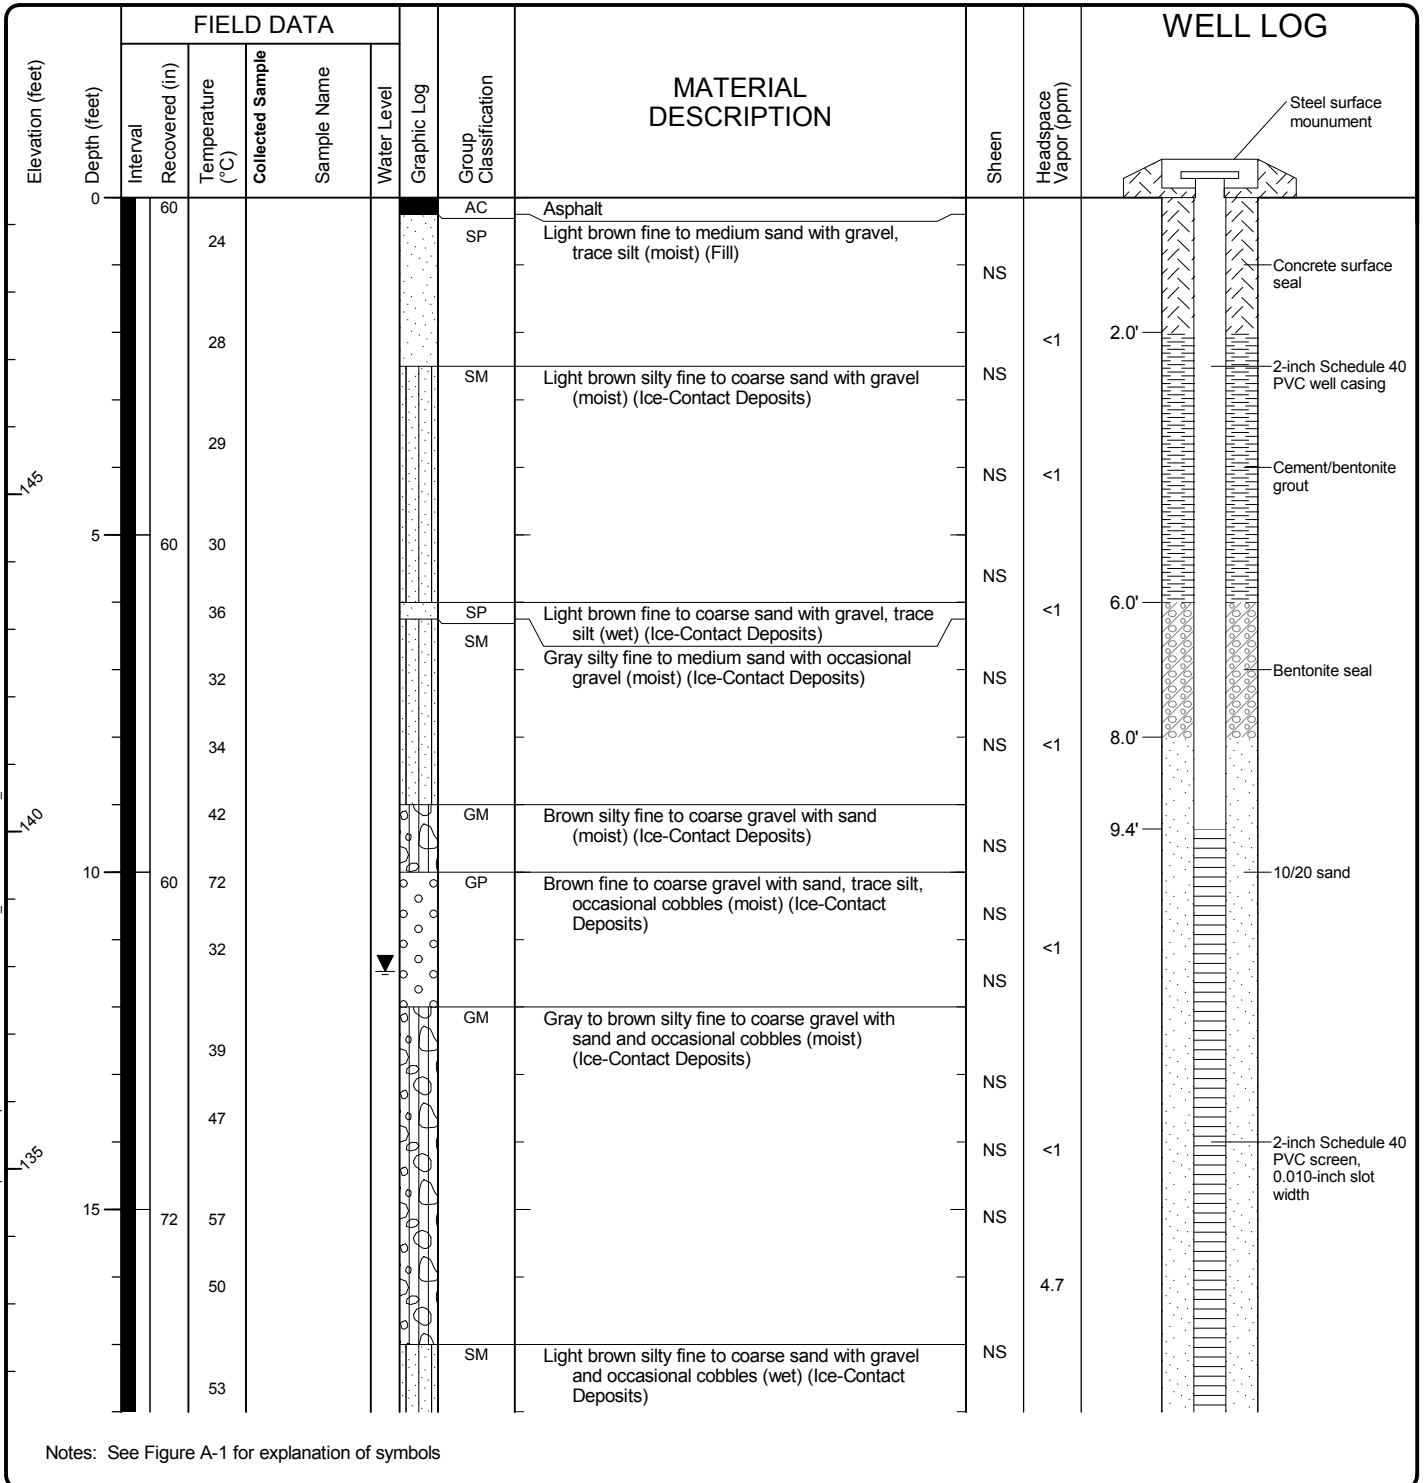 FIELD DATA
WELL LOG
Elevation (feet)
Depth (feet)
Interval
Recovered (in)
Temperature
(°C)
Collected Sample
Sample Name
Water Level
Graphic Log
Group
Classification
MATERIAL
DESCRIPTION
Sheen
Headspace
Vapor (ppm)
Steel surface
mounument
0
60
AC
Asphalt
24
SP
Light brown fine to medium sand with gravel,
trace silt (moist) (Fill)
NS
Concrete surface
seal
28
<1
2.0'
SM
Light brown silty fine to coarse sand with gravel
(moist) (Ice-Contact Deposits)
NS
2-inch Schedule 40
PVC well casing
29
145
NS
<1
Cement/bentonite
grout
5
60
30
NS
36
SP
Light brown fine to coarse sand with gravel, trace
silt (wet) (Ice-Contact Deposits)
<1
6.0'
SM
Gray silty fine to medium sand with occasional
gravel (moist) (Ice-Contact Deposits)
32
NS
Bentonite seal
34
NS
<1
8.0'
140
42
GM
Brown silty fine to coarse gravel with sand
(moist) (Ice-Contact Deposits)
NS
9.4'
10
60
72
GP
Brown fine to coarse gravel with sand, trace silt,
occasional cobbles (moist) (Ice-Contact
Deposits)
NS
10/20 sand
32
<1
NS
GM
Gray to brown silty fine to coarse gravel with
sand and occasional cobbles (moist)
(Ice-Contact Deposits)
39
NS
47
135
NS
<1
2-inch Schedule 40
PVC screen,
0.010-inch slot
width
15
72
57
NS
50
4.7
SM
Light brown silty fine to coarse sand with gravel
and occasional cobbles (wet) (Ice-Contact
Deposits)
NS
53
Notes: See Figure A-1 for explanation of symbols